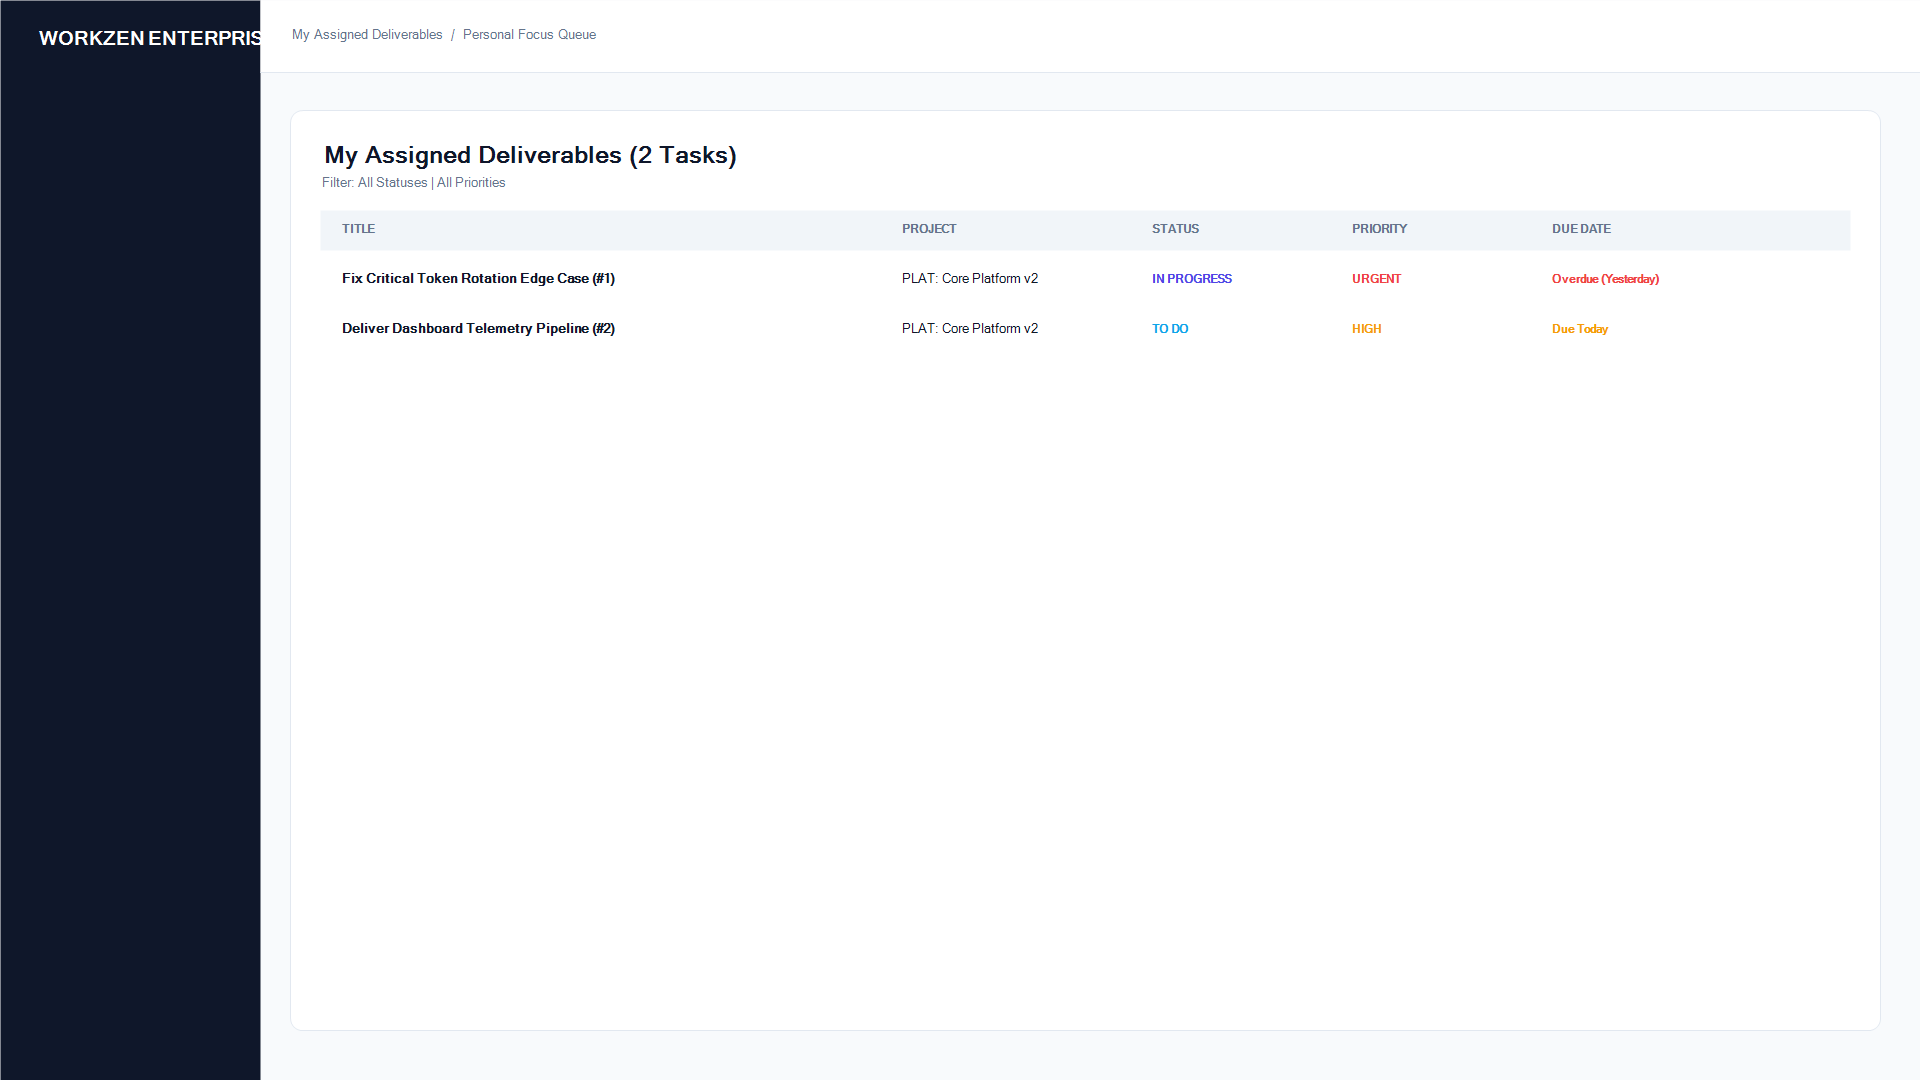 WORKZEN ENTERPRIS
My Assigned Deliverables / Personal Focus Queue
My Assigned Deliverables (2 Tasks)
Filter: All Statuses | All Priorities
TITLE PROJECT STATUS PRIORITY DUE DATE
Fix Critical Token Rotation Edge Case (#1) PLAT: Core Platform v2 IN PROGRESS URGENT Overdue (Yesterday)
Deliver Dashboard Telemetry Pipeline (#2) PLAT: Core Platform v2 TO DO HIGH Due Today